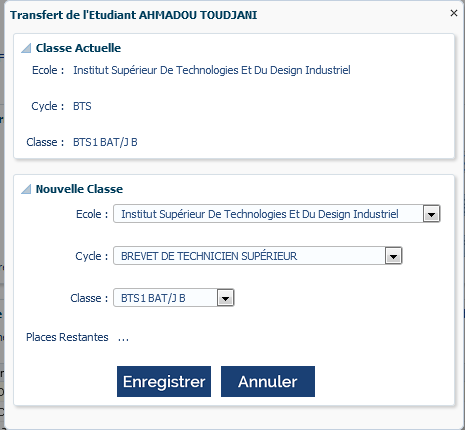 Transfert de l'Etudiant AHMADOU TOUDJANI
Classe Actuelle
Ecole : Institut Supérieur De Technologies Et Du Design Industriel
Cycle : BTS
Classe : BTS1 BAT/J B
Nouvelle Classe
Ecole : Institut Supérieur De Technologies Et Du Design Industriel
Cycle : BREVET DE TECHNICIEN SUPÉRIEUR
Classe : BTS1 BAT/J B
Places Restantes ...
Enregistrer Annuler